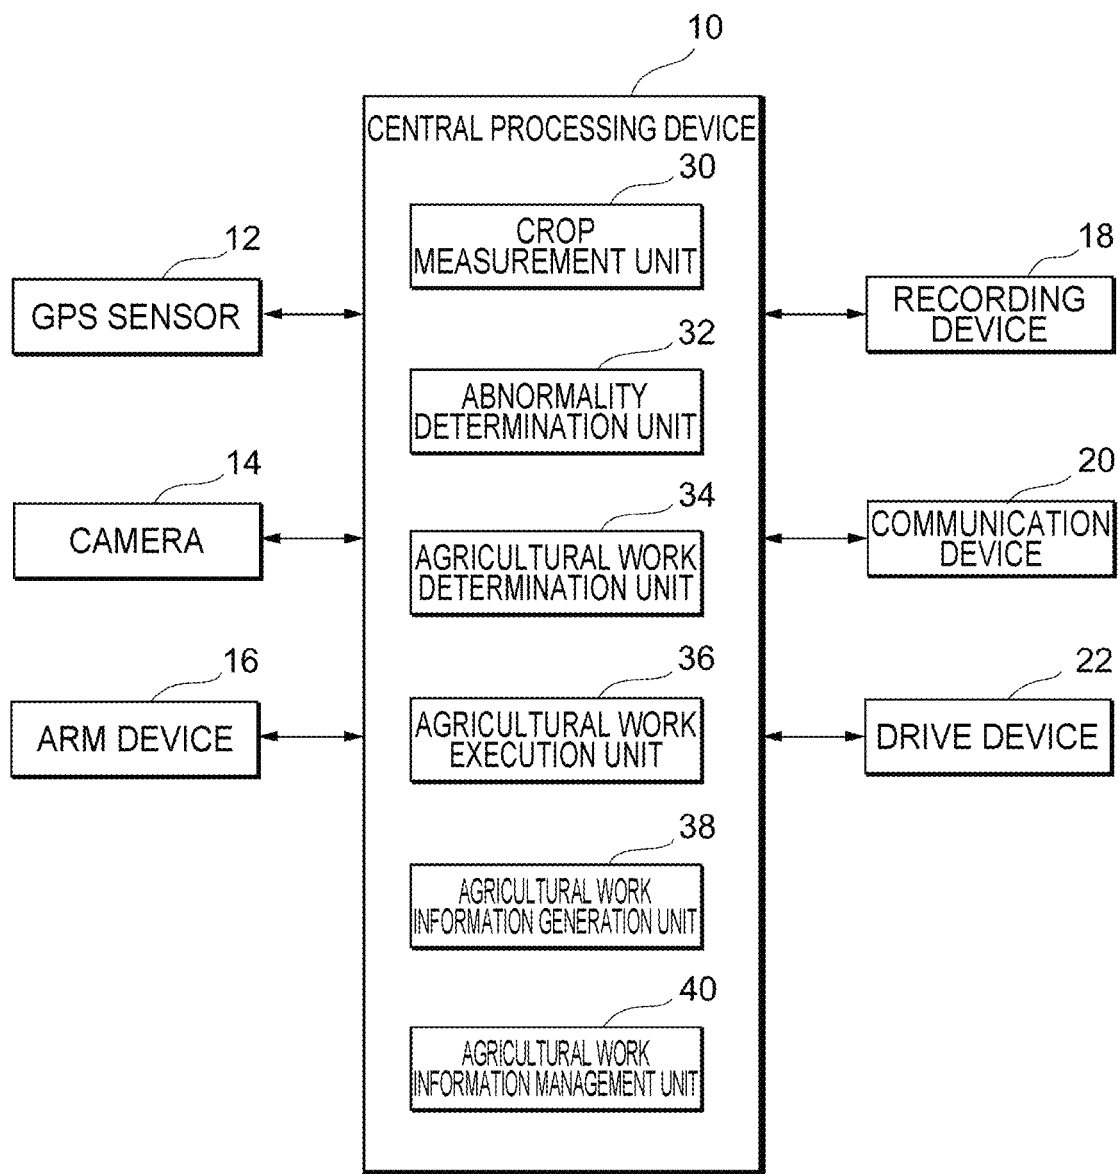 10
CENTRAL PROCESSING DEVICE
30
CROP
MEASUREMENT UNIT
32
ABNORMALITY
DETERMINATION UNIT
34
AGRICULTURAL WORK
DETERMINATION UNIT
36
AGRICULTURAL WORK
EXECUTION UNIT
38
AGRICULTURAL WORK
INFORMATION GENERATION UNIT
40
AGRICULTURAL WORK
INFORMATION MANAGEMENT UNIT
12
GPS SENSOR
14
CAMERA
16
ARM DEVICE
18
RECORDING
DEVICE
20
COMMUNICATION
DEVICE
22
DRIVE DEVICE